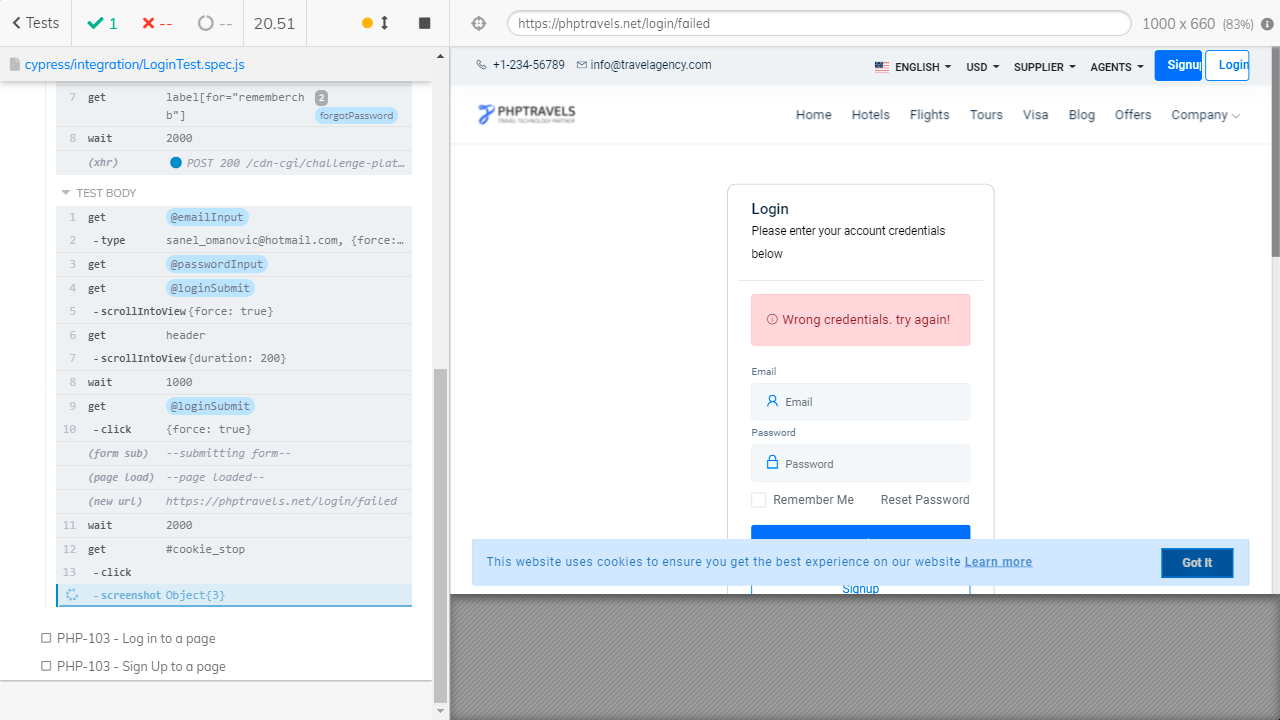 Tests
1
--
--
20.51
https://phptravels.net/login/failed
1000 x 660 (83%)
cypress/integration/LoginTest.spec.js
7 get label[for="rememberch 2
b"] forgotPassword
8 wait 2000
(xhr) POST 200 /cdn-cgi/challenge-plat…
TEST BODY
1 get @emailInput
2 -type sanel_omanovic@hotmail.com, {force:…
3 get @passwordInput
4 get @loginSubmit
5 -scrollIntoView {force: true}
6 get header
7 -scrollIntoView {duration: 200}
8 wait 1000
9 get @loginSubmit
10 -click {force: true}
(form sub) --submitting form--
(page load) --page loaded--
(new url) https://phptravels.net/login/failed
11 wait 2000
12 get #cookie_stop
13 -click
-screenshot Object{3}
PHP-103 - Log in to a page
PHP-103 - Sign Up to a page
+1-234-56789 info@travelagency.com ENGLISH USD SUPPLIER AGENTS Signup Login
PHPTRAVELS
TRAVEL TECHNOLOGY PARTNER
Home Hotels Flights Tours Visa Blog Offers Company
Login
Please enter your account credentials
below
Wrong credentials. try again!
Email
Email
Password
Password
Remember Me Reset Password
This website uses cookies to ensure you get the best experience on our website Learn more Got It
Signup